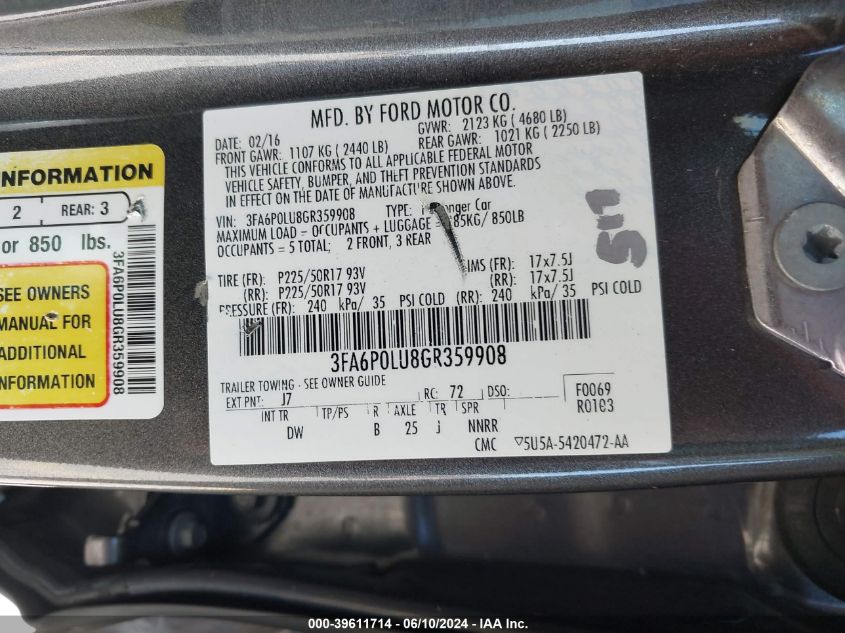 INFORMATION
2 REAR: 3
or 850 lbs.
SEE OWNERS
MANUAL FOR
ADDITIONAL
INFORMATION
3FA6P0LU8GR359908
MFD. BY FORD MOTOR CO.
DATE: 02/16 GVWR: 2123 KG ( 4680 LB)
FRONT GAWR: 1107 KG ( 2440 LB) REAR GAWR: 1021 KG ( 2250 LB)
THIS VEHICLE CONFORMS TO ALL APPLICABLE FEDERAL MOTOR
VEHICLE SAFETY, BUMPER, AND THEFT PREVENTION STANDARDS
IN EFFECT ON THE DATE OF MANUFACTURE SHOWN ABOVE.
VIN: 3FA6P0LU8GR359908 TYPE: Car
MAXIMUM LOAD = OCCUPANTS + LUGGAGE = 85KG/ 850LB
OCCUPANTS = 5 TOTAL; 2 FRONT, 3 REAR
TIRE (FR): P225/50R17 93V RIMS (FR): 17x7.5J
(RR): P225/50R17 93V (RR): 17x7.5J
PRESSURE (FR): 240 kPa/ 35 PSI COLD (RR): 240 kPa/ 35 PSI COLD
3FA6P0LU8GR359908
TRAILER TOWING - SEE OWNER GUIDE
EXT PNT: J7 RC: 72 DSO: F0069
INT TR TP/PS R AXLE TR SPR R0103
DW B 25 j NNRR
CMC ▽5U5A-5420472-AA
547
000-39611714 - 06/10/2024 - IAA Inc.